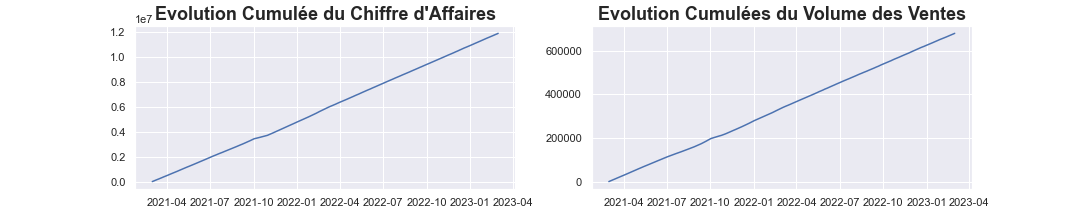 Evolution Cumulée du Chiffre d'Affaires
1e7
1.2
1.0
0.8
0.6
0.4
0.2
0.0
2021-04 2021-07 2021-10 2022-01 2022-04 2022-07 2022-10 2023-01 2023-04
Evolution Cumulées du Volume des Ventes
600000
400000
200000
0
2021-04 2021-07 2021-10 2022-01 2022-04 2022-07 2022-10 2023-01 2023-04